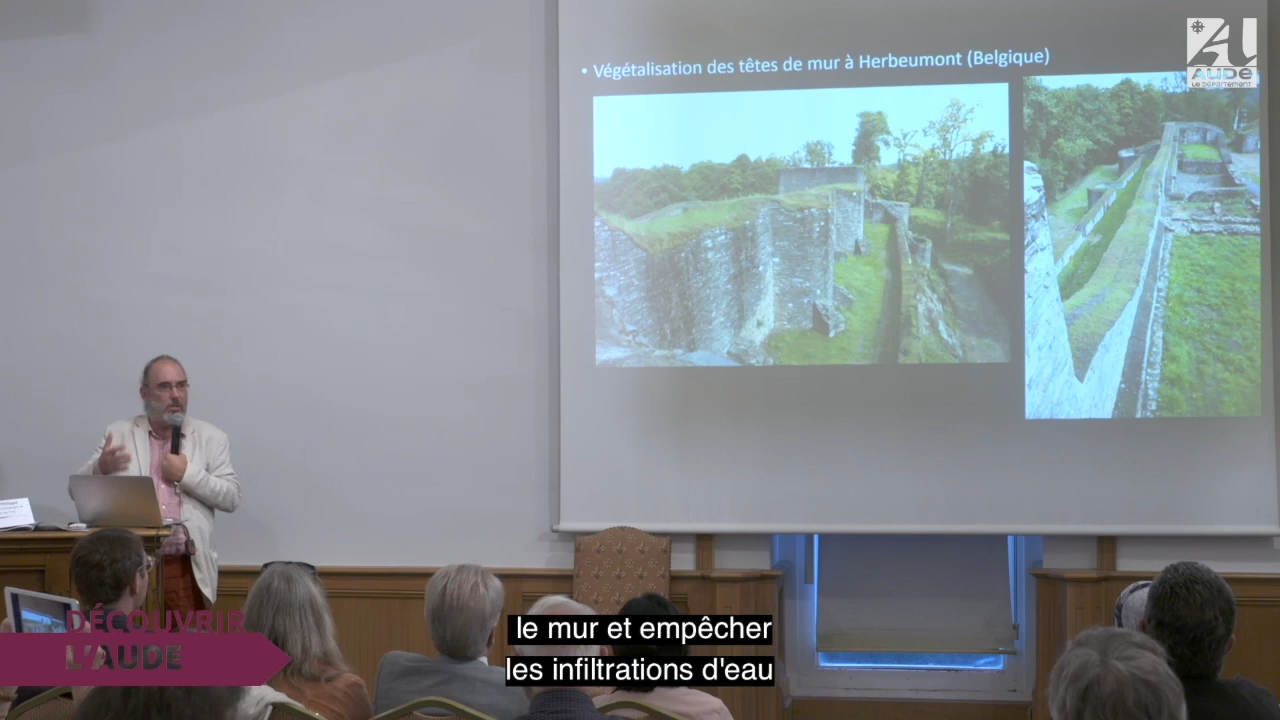 • Végétalisation des têtes de mur à Herbeumont (Belgique)
AUDE
LE DÉPARTEMENT
DÉCOUVRIR
L'AUDE
le mur et empêcher
les infiltrations d'eau